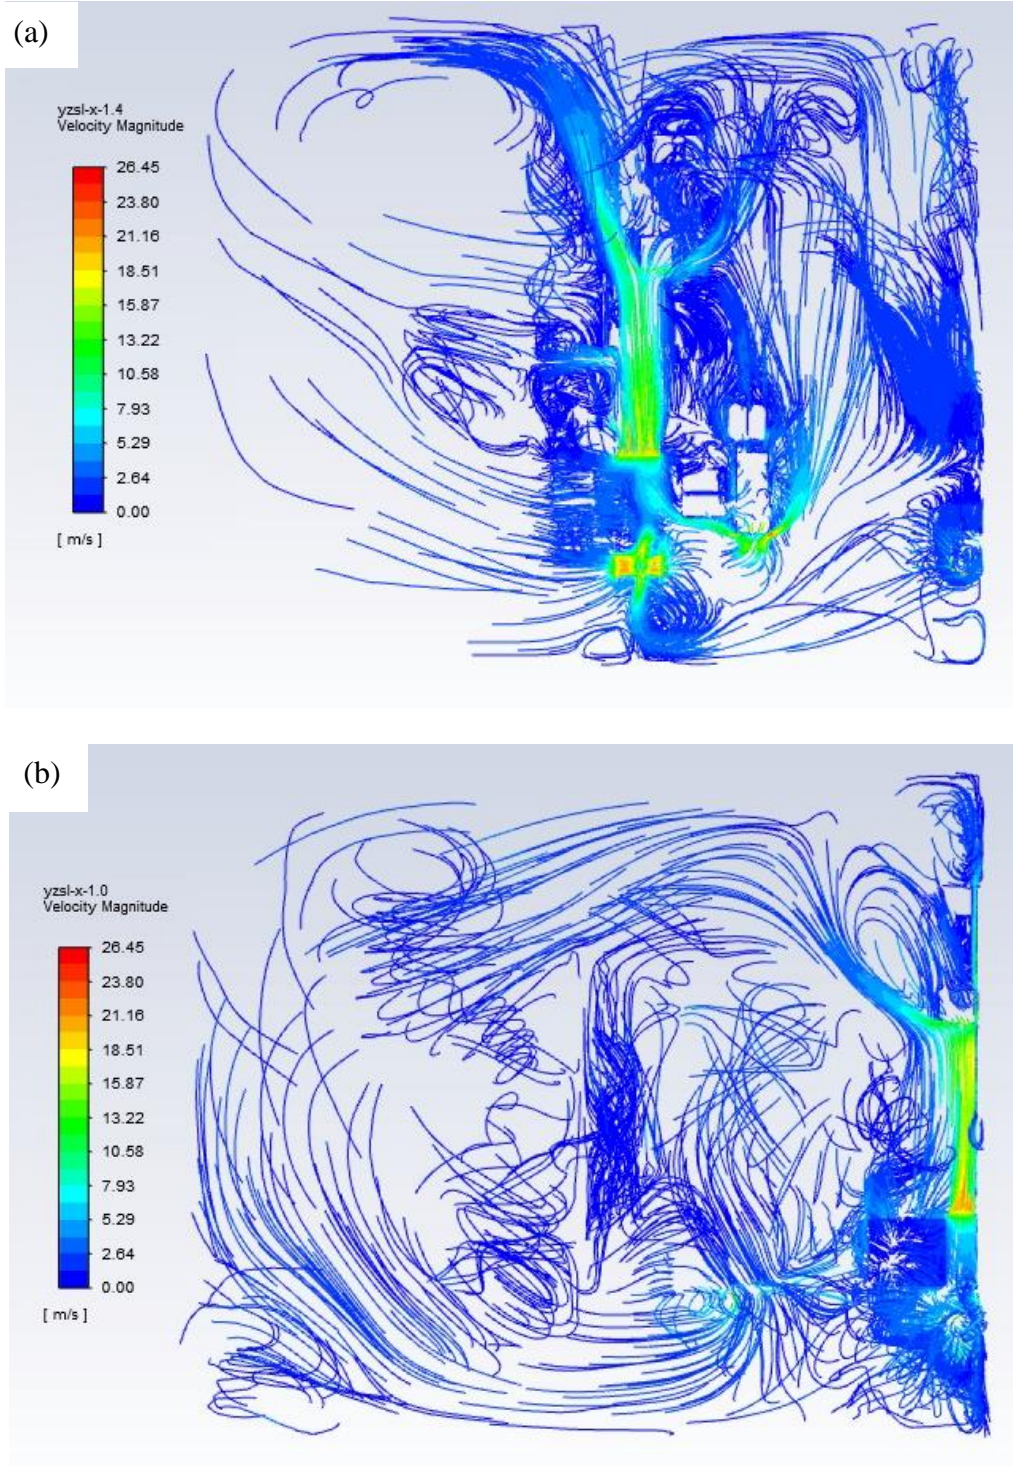 (a)
yzsl-x-1.4
Velocity Magnitude
26.45
23.80
21.16
18.51
15.87
13.22
10.58
7.93
5.29
2.64
0.00
[ m/s ]
(b)
yzsl-x-1.0
Velocity Magnitude
26.45
23.80
21.16
18.51
15.87
13.22
10.58
7.93
5.29
2.64
0.00
[ m/s ]